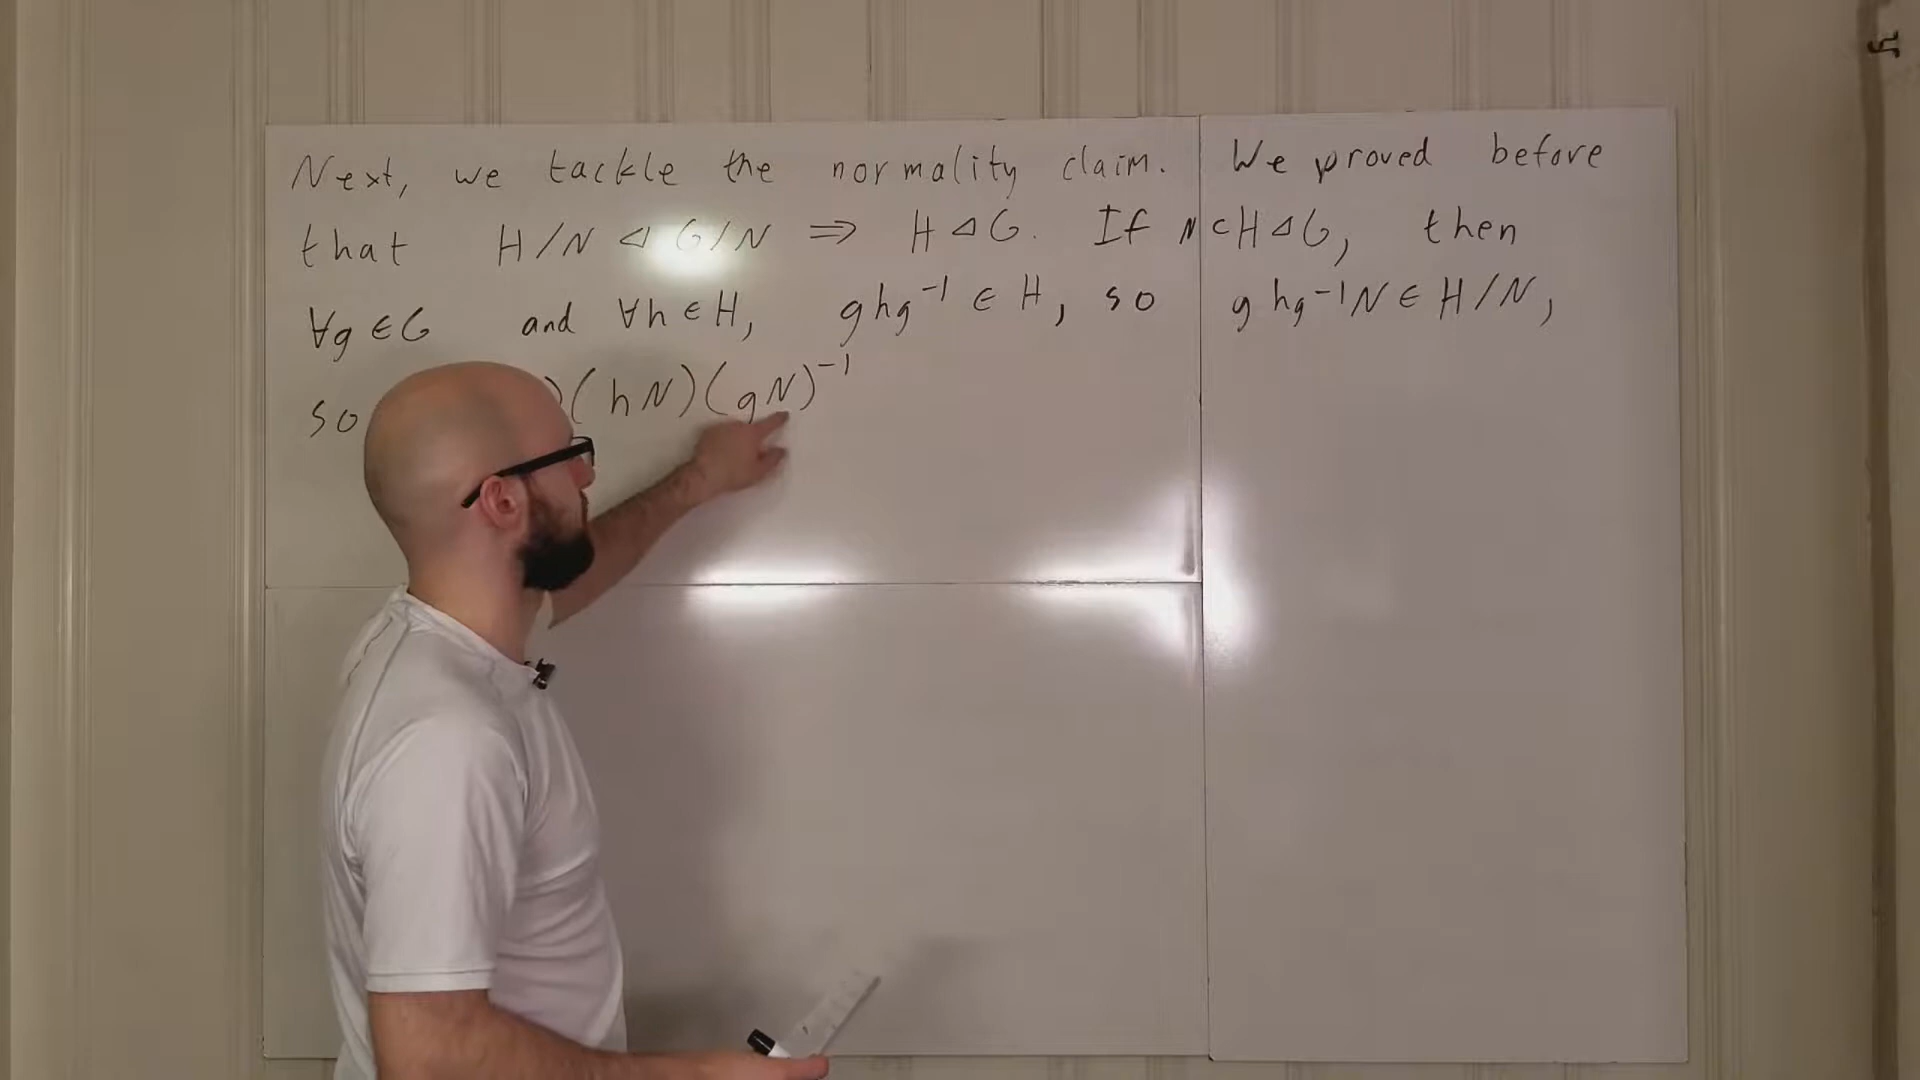 Next, we tackle the normality claim. We proved before
that H/N ⊲ G/N ⇒ H ⊲ G. If N ⊂ H ⊲ G, then
∀g ∈ G and ∀h ∈ H, ghg⁻¹ ∈ H, so ghg⁻¹N ∈ H/N,
so )(hN)(gN)⁻¹